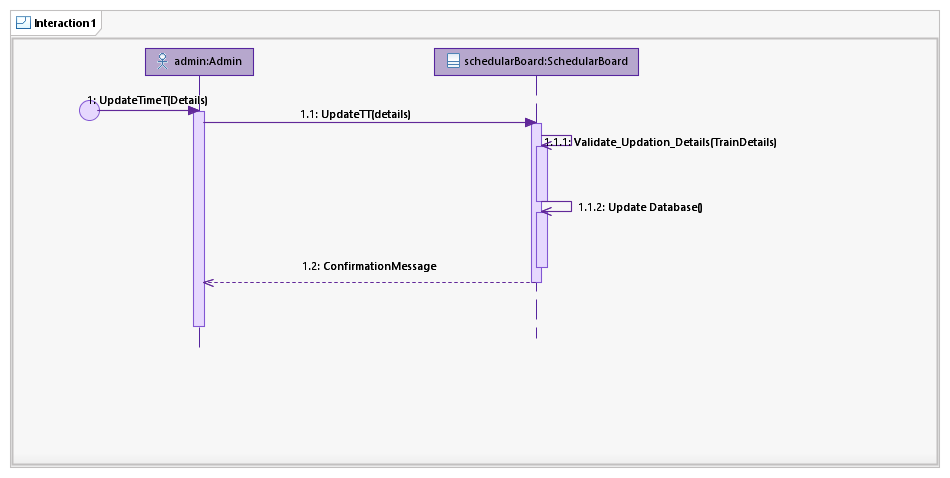 Interaction1
admin:Admin
schedularBoard:SchedularBoard
1: UpdateTimeT(Details)
1.1: UpdateTT(details)
1.1.1: Validate_Updation_Details(TrainDetails)
1.1.2: Update Database()
1.2: ConfirmationMessage